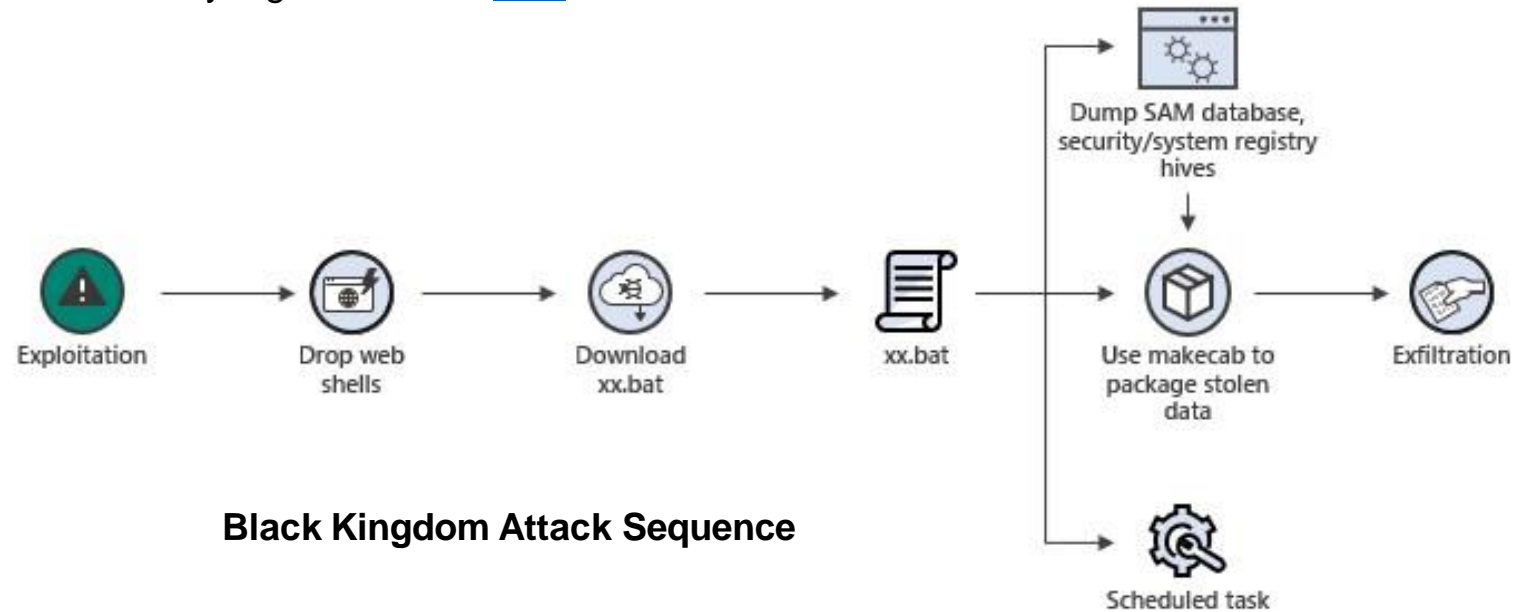 Exploitation
Drop web
shells
Download
xx.bat
xx.bat
Dump SAM database,
security/system registry
hives
Use makecab to
package stolen
data
Exfiltration
Scheduled task
Black Kingdom Attack Sequence